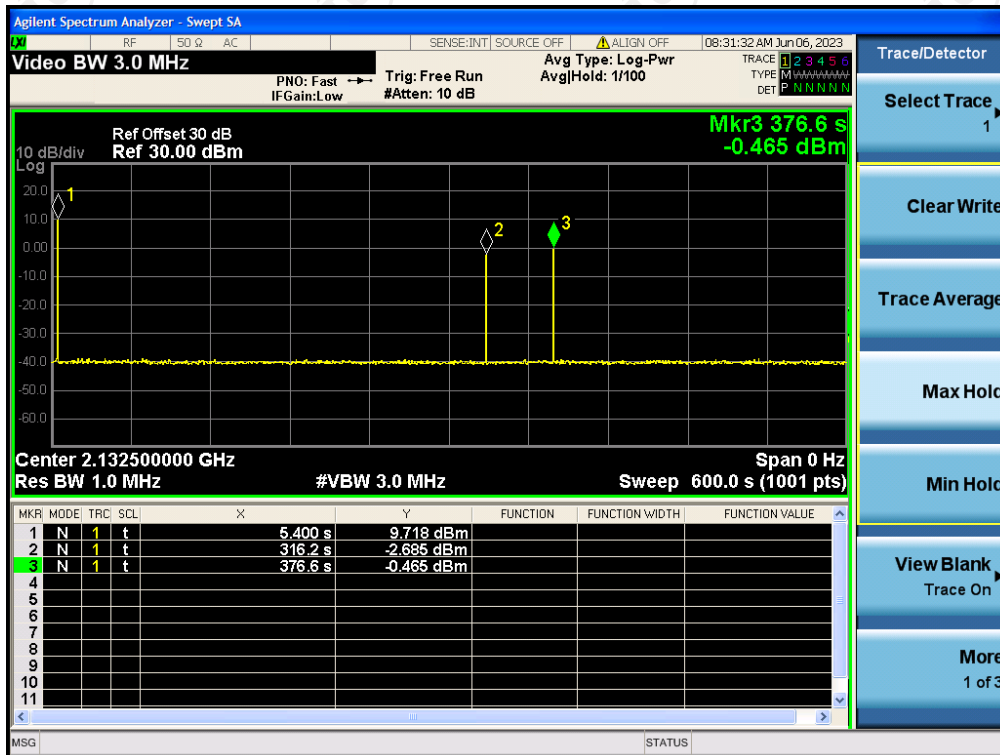 Agilent Spectrum Analyzer - Swept SA
LXI RF 50 Ω AC SENSE:INT SOURCE OFF ALIGN OFF 08:31:32 AM Jun 06, 2023
Video BW 3.0 MHz
PNO: Fast
IFGain:Low
Trig: Free Run
#Atten: 10 dB
Avg Type: Log-Pwr
Avg|Hold: 1/100
TRACE 1 2 3 4 5 6
TYPE M
DET P N N N N N
Trace/Detector
Select Trace
1
Clear Write
Trace Average
Max Hold
Min Hold
View Blank
Trace On
More
1 of 3
Mkr3 376.6 s
-0.465 dBm
Ref Offset 30 dB
10 dB/div Ref 30.00 dBm
Log
20.0
10.0
0.00
-10.0
-20.0
-30.0
-40.0
-50.0
-60.0
1
2
3
Center 2.132500000 GHz Span 0 Hz
Res BW 1.0 MHz #VBW 3.0 MHz Sweep 600.0 s (1001 pts)
MKR MODE TRC SCL X Y FUNCTION FUNCTION WIDTH FUNCTION VALUE
1 N 1 t 5.400 s 9.718 dBm
2 N 1 t 316.2 s -2.685 dBm
3 N 1 t 376.6 s -0.465 dBm
4
5
6
7
8
9
10
11
MSG STATUS